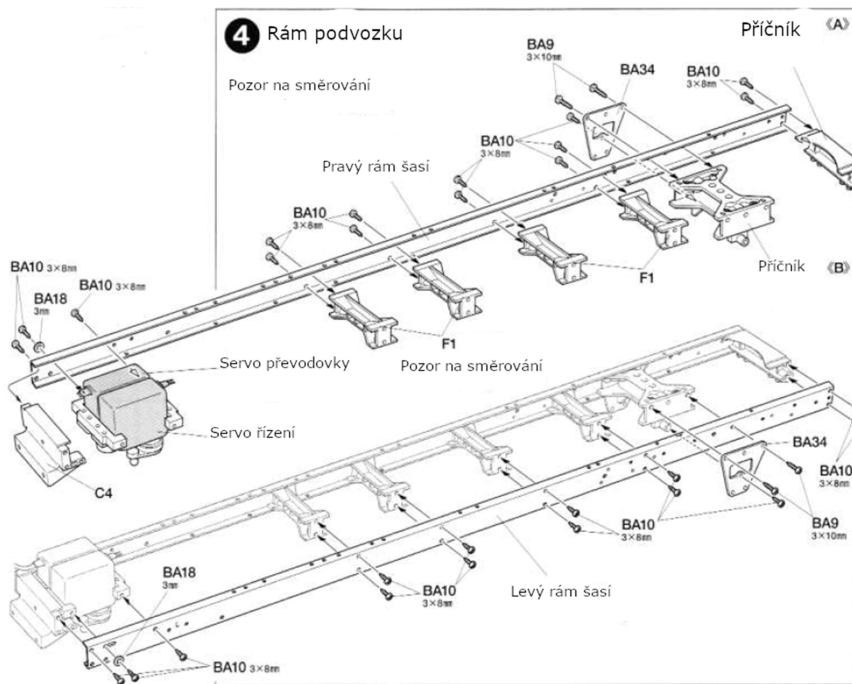 4 Rám podvozku
Příčník
《A》
Pozor na směrování
BA9
3×10㎜
BA34
BA10
3×8㎜
BA10
3×8㎜
Pravý rám šasí
BA10
3×8㎜
Příčník
F1
《B》
BA10 3×8㎜
BA18
3㎜
BA10 3×8㎜
F1
Servo převodovky
Pozor na směrování
Servo řízení
C4
BA34
BA10
3×8㎜
BA10
3×8㎜
BA9
3×10㎜
BA10
3×8㎜
Levý rám šasí
BA18
3㎜
BA10 3×8㎜